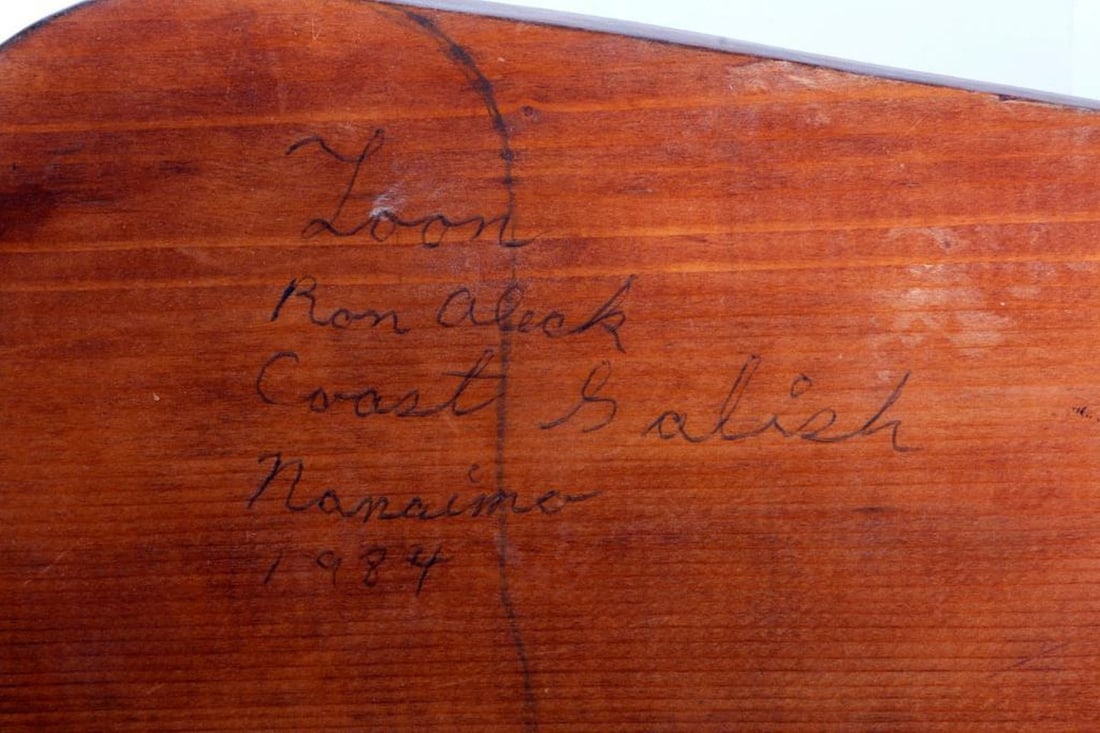 Loon
Ron Aleck
Coast Salish
Nanaimo
1984